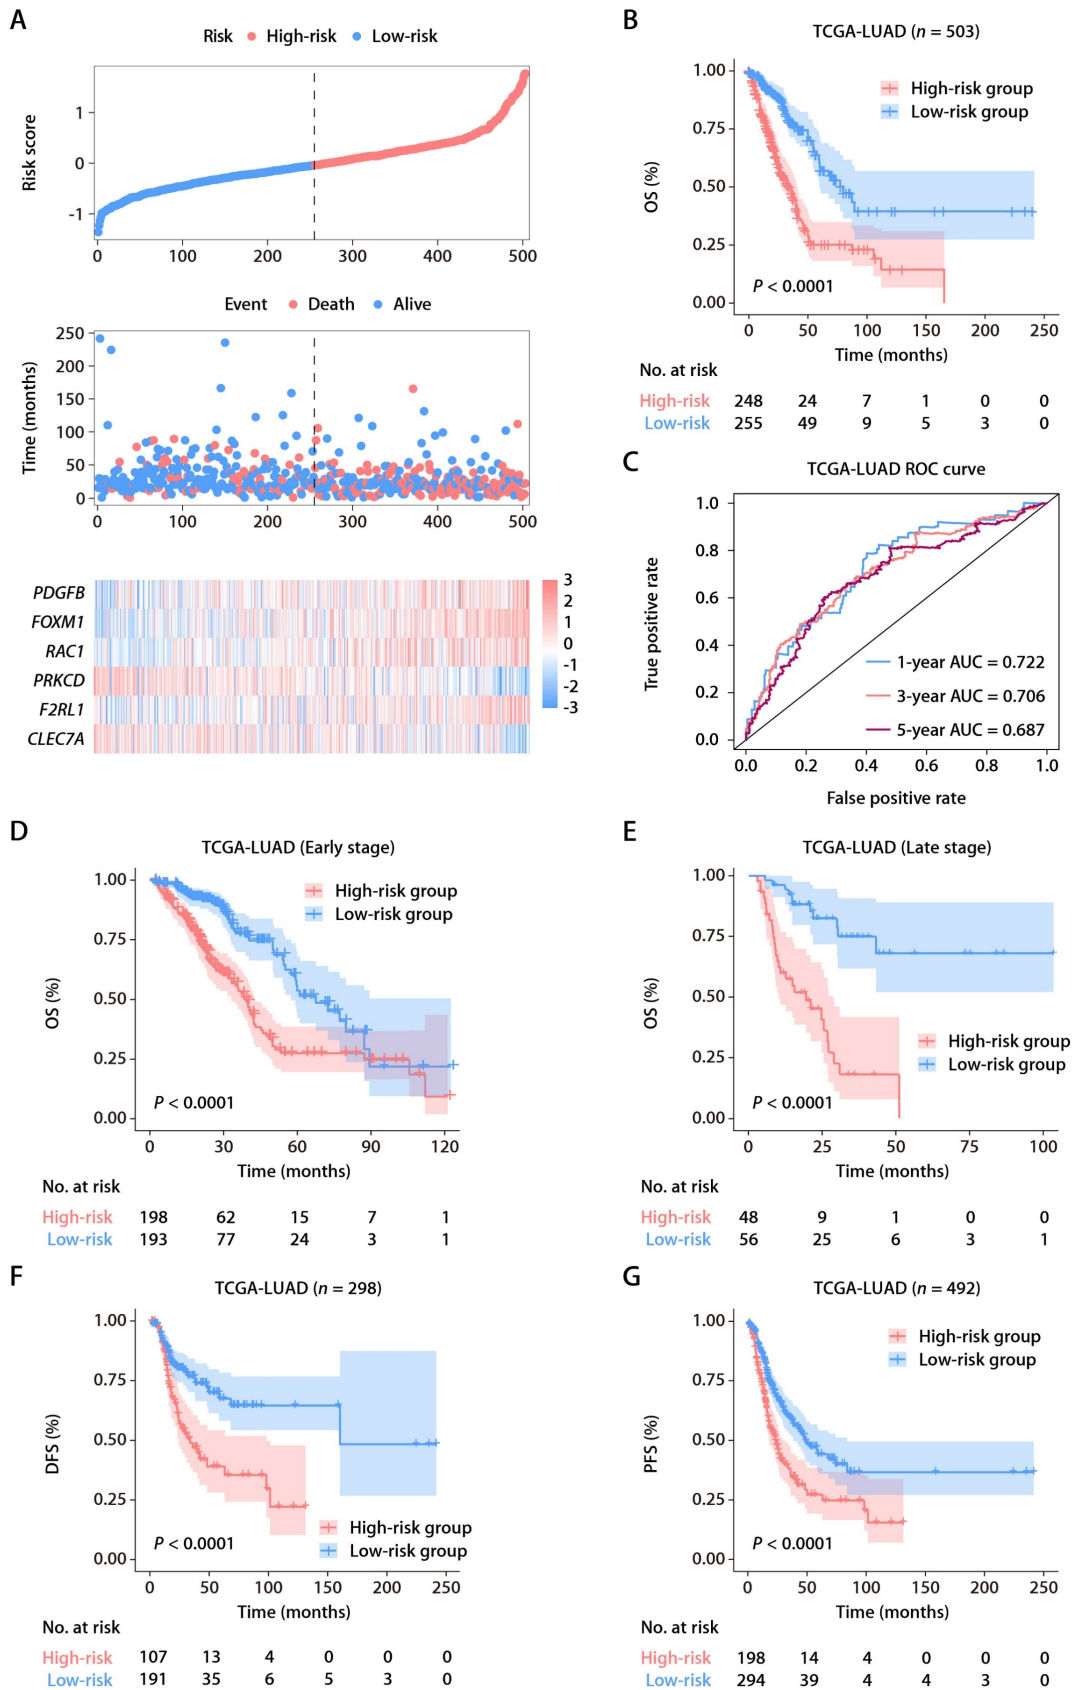 A
Risk High-risk Low-risk
Risk score
1
0
-1
0 100 200 300 400 500
Event Death Alive
Time (months)
250
200
150
100
50
0
0 100 200 300 400 500
PDGFB
FOXM1
RAC1
PRKCD
F2RL1
CLEC7A
3
2
1
0
-1
-2
-3
B
TCGA-LUAD (n = 503)
High-risk group
Low-risk group
OS (%)
1.00
0.75
0.50
0.25
0.00
P < 0.0001
0 50 100 150 200 250
Time (months)
No. at risk
High-risk 248 24 7 1 0 0
Low-risk 255 49 9 5 3 0
C
TCGA-LUAD ROC curve
True positive rate
1.0
0.8
0.6
0.4
0.2
0.0
1-year AUC = 0.722
3-year AUC = 0.706
5-year AUC = 0.687
0.0 0.2 0.4 0.6 0.8 1.0
False positive rate
D
TCGA-LUAD (Early stage)
High-risk group
Low-risk group
OS (%)
1.00
0.75
0.50
0.25
0.00
P < 0.0001
0 30 60 90 120
Time (months)
No. at risk
High-risk 198 62 15 7 1
Low-risk 193 77 24 3 1
E
TCGA-LUAD (Late stage)
OS (%)
1.00
0.75
0.50
0.25
0.00
High-risk group
Low-risk group
P < 0.0001
0 25 50 75 100
Time (months)
No. at risk
High-risk 48 9 1 0 0
Low-risk 56 25 6 3 1
F
TCGA-LUAD (n = 298)
DFS (%)
1.00
0.75
0.50
0.25
0.00
High-risk group
Low-risk group
P < 0.0001
0 50 100 150 200 250
Time (months)
No. at risk
High-risk 107 13 4 0 0 0
Low-risk 191 35 6 5 3 0
G
TCGA-LUAD (n = 492)
High-risk group
Low-risk group
PFS (%)
1.00
0.75
0.50
0.25
0.00
P < 0.0001
0 50 100 150 200 250
Time (months)
No. at risk
High-risk 198 14 4 0 0 0
Low-risk 294 39 4 4 3 0